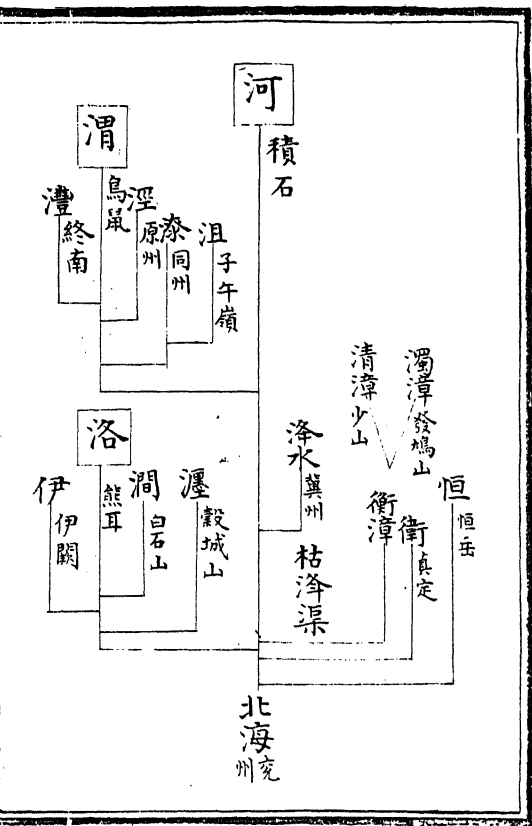 河
積石
渭
鳥鼠
灃
終南
涇
原州
漆
同州
沮
子午嶺
洛
熊耳
伊
伊闕
澗
白石山
瀍
穀城山
洚水
冀州
枯洚渠
清漳
少山
濁漳
發鳩山
衡漳
衛
真定
恒
恒岳
北海
兖州